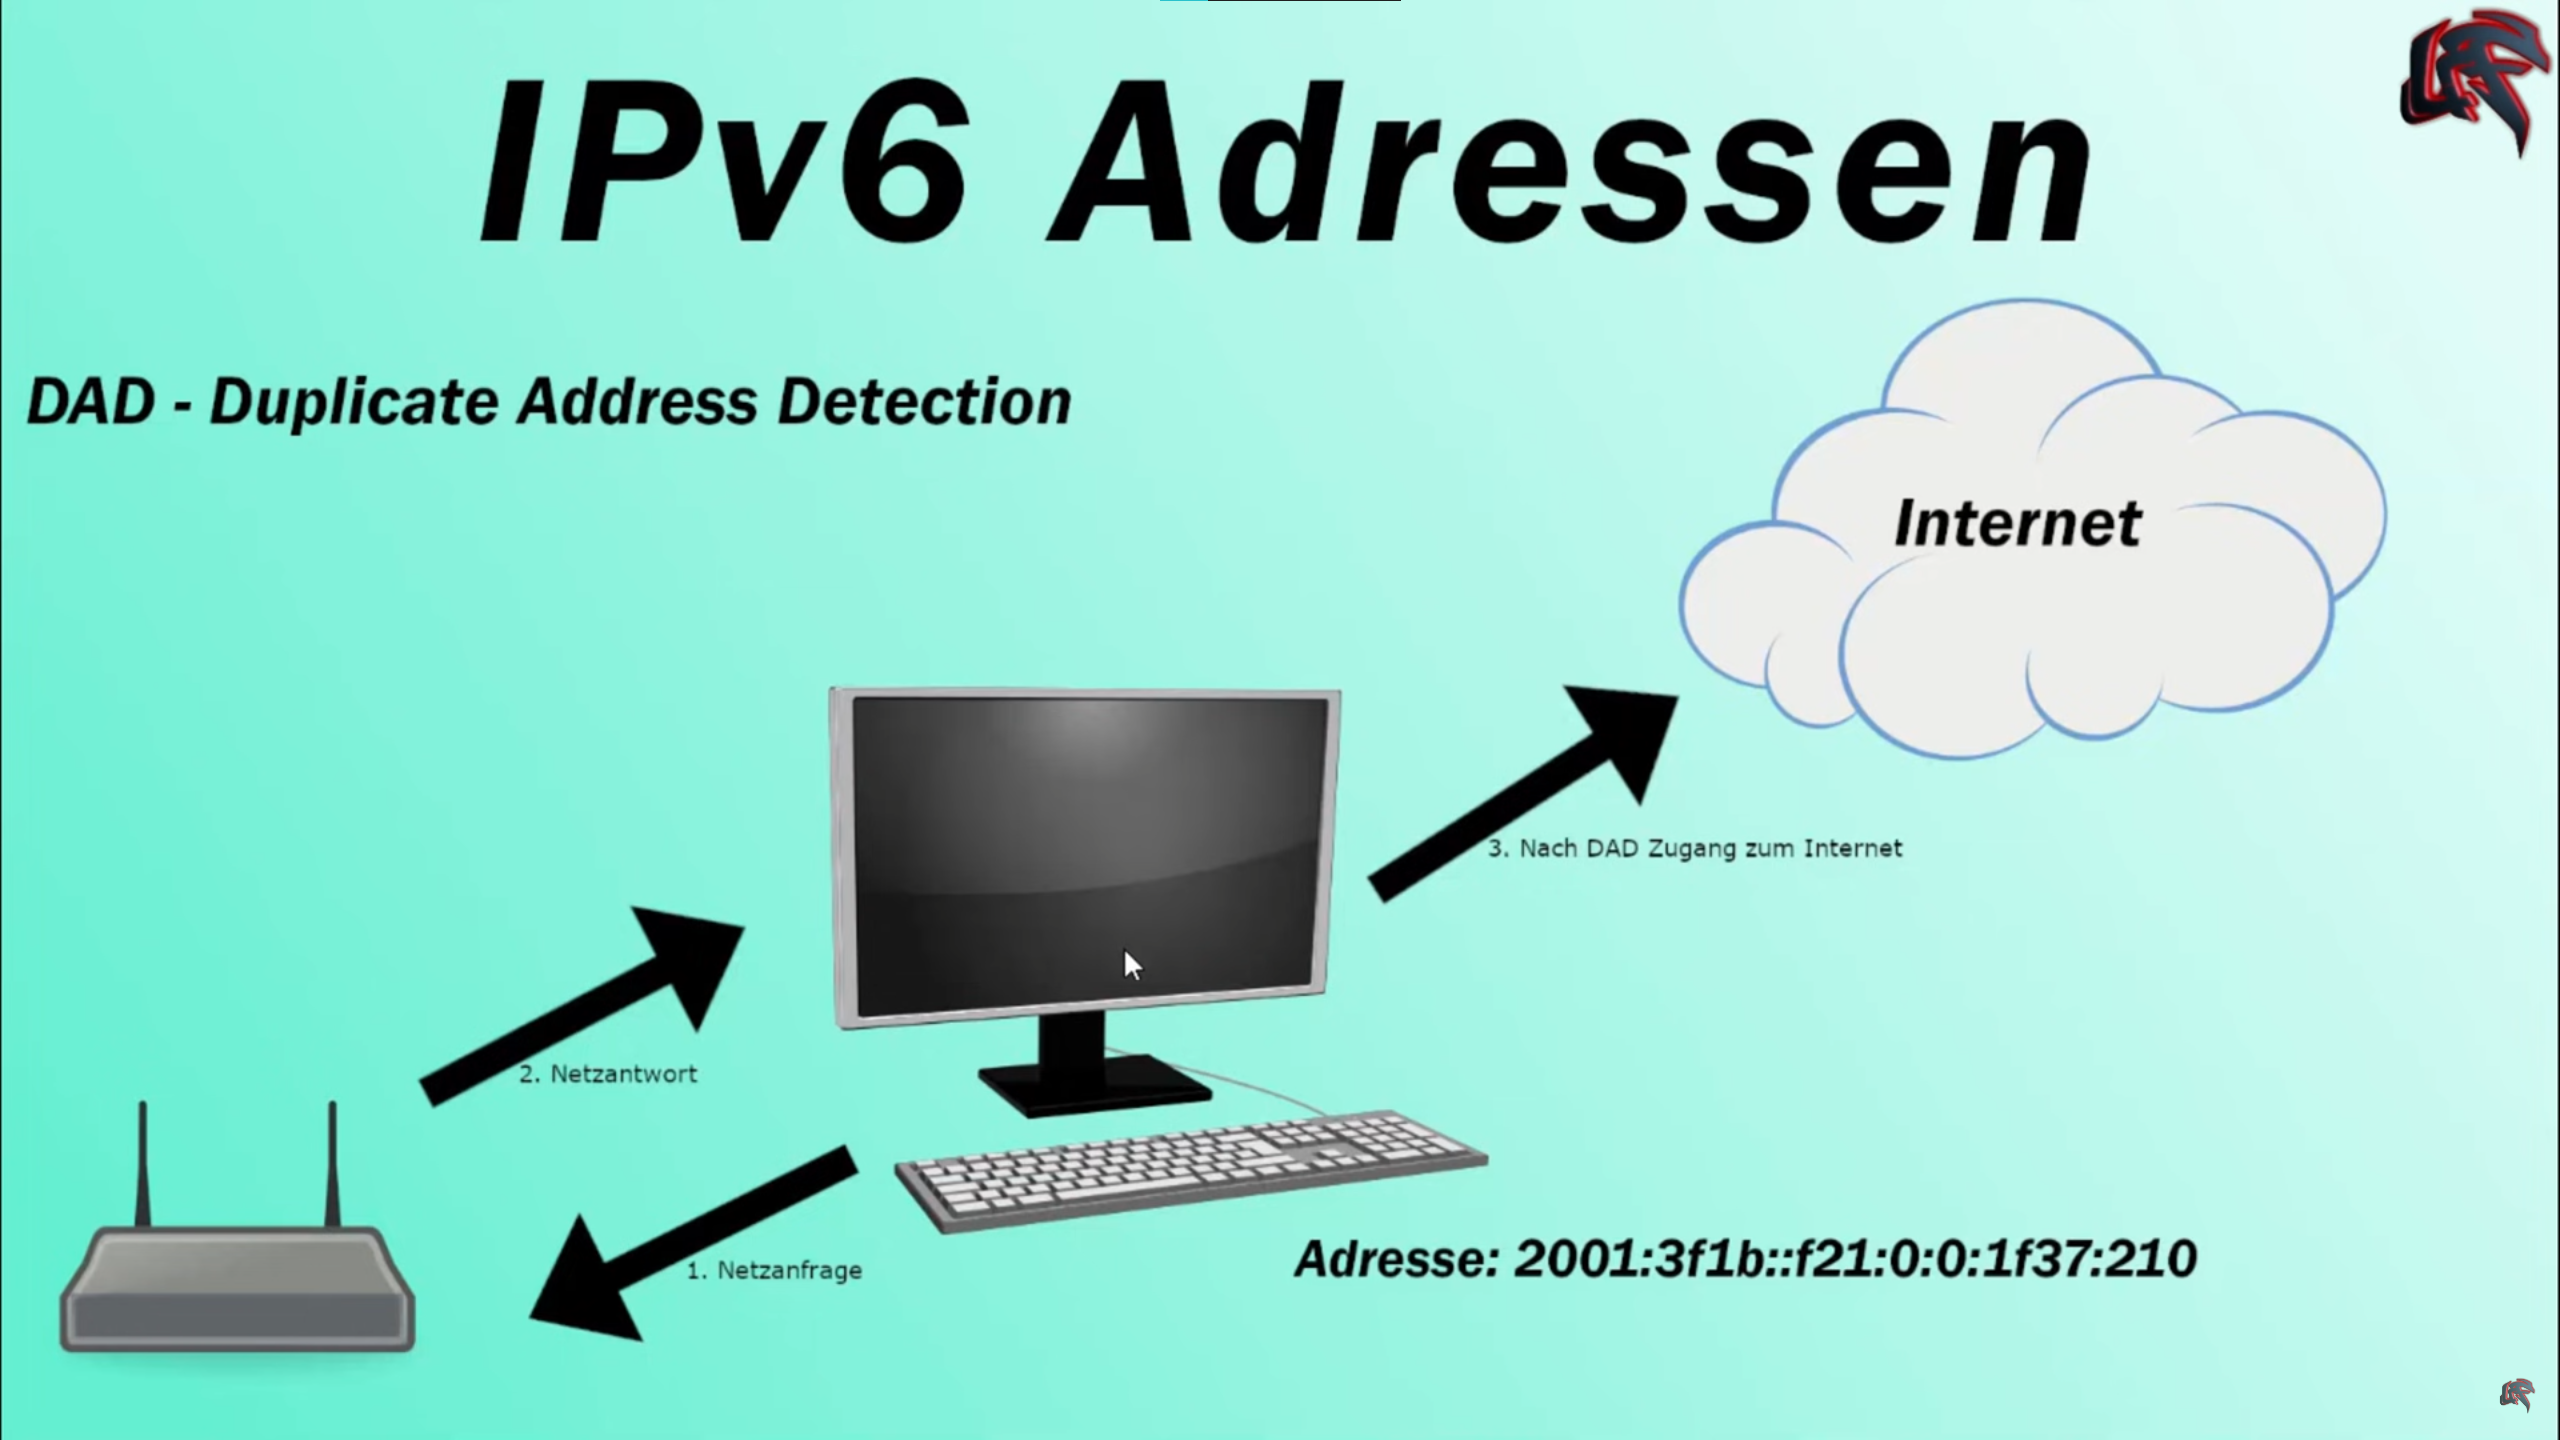 IPv6 Adressen
DAD - Duplicate Address Detection
Internet
3. Nach DAD Zugang zum Internet
2. Netzantwort
1. Netzanfrage
Adresse: 2001:3f1b::f21:0:0:1f37:210